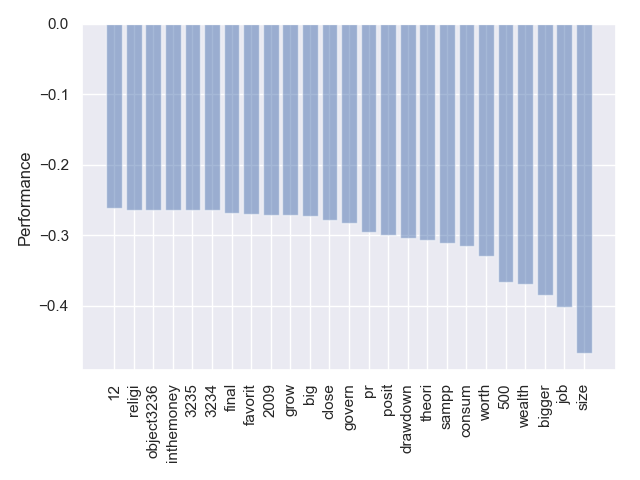 0.0
−0.1
−0.2
−0.3
−0.4
Performance
12
religi
object3236
inthemoney
3235
3234
final
favorit
2009
grow
big
close
govern
pr
posit
drawdown
theori
sampp
consum
worth
500
wealth
bigger
job
size